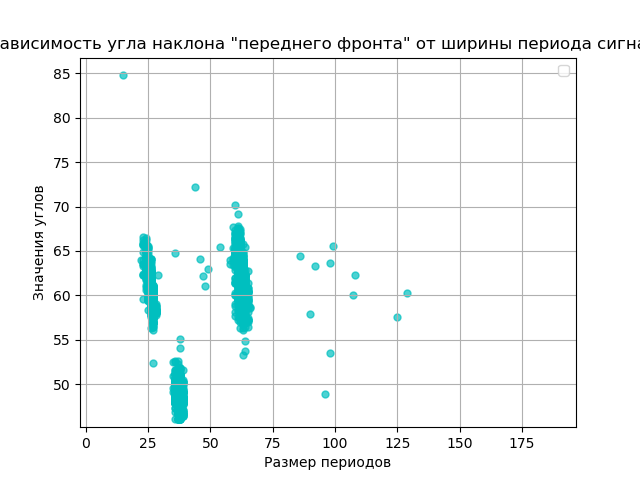 ависимость угла наклона "переднего фронта" от ширины периода сигна
85
80
75
70
65
60
55
50
Значения углов
0 25 50 75 100 125 150 175
Размер периодов